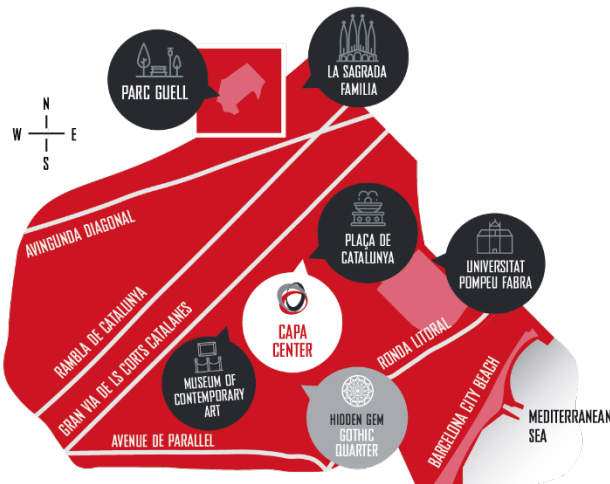 PARC GUELL
LA SAGRADA
FAMILIA
N
W E
S
AVINGUNDA DIAGONAL
PLAÇA DE
CATALUNYA
UNIVERSITAT
POMPEU FABRA
RAMBLA DE CATALUNYA
GRAN VIA DE LS CORTS CATALANES
CAPA
CENTER
RONDA LITORAL
MUSEUM OF
CONTEMPORARY
ART
HIDDEN GEM
GOTHIC
QUARTER
BARCELONA CITY BEACH
MEDITERRANEAN
SEA
AVENUE DE PARALLEL